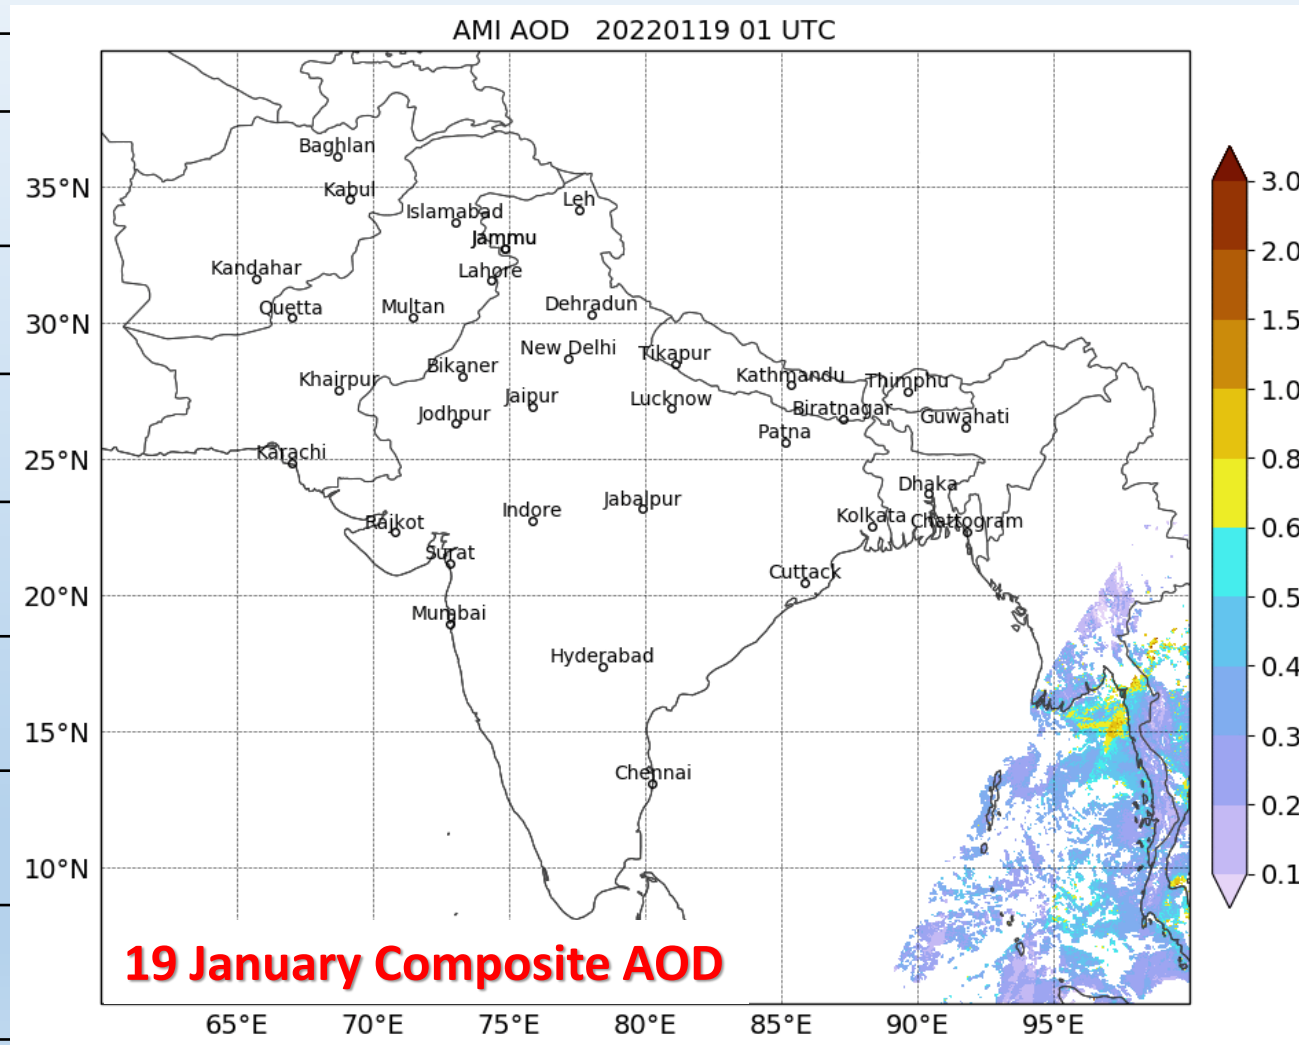 AMI AOD   20220119 01 UTC
Baghlan
35°N
Kabul
Leh
Islamabad
Jammu
Kandahar
Lahore
Quetta
Multan
Dehradun
30°N
New Delhi
Tikapur
Bikaner
Khairpur
Kathmandu
Thimphu
Jaipur
Lucknow
Jodhpur
Biratnagar
Guwahati
Patna
25°N
Karachi
Dhaka
Indore
Jabalpur
Rajkot
Kolkata
Chattogram
Surat
Cuttack
20°N
Mumbai
Hyderabad
15°N
Chennai
10°N
19 January Composite AOD
65°E 70°E 75°E 80°E 85°E 90°E 95°E
3.0
2.0
1.5
1.0
0.8
0.6
0.5
0.4
0.3
0.2
0.1